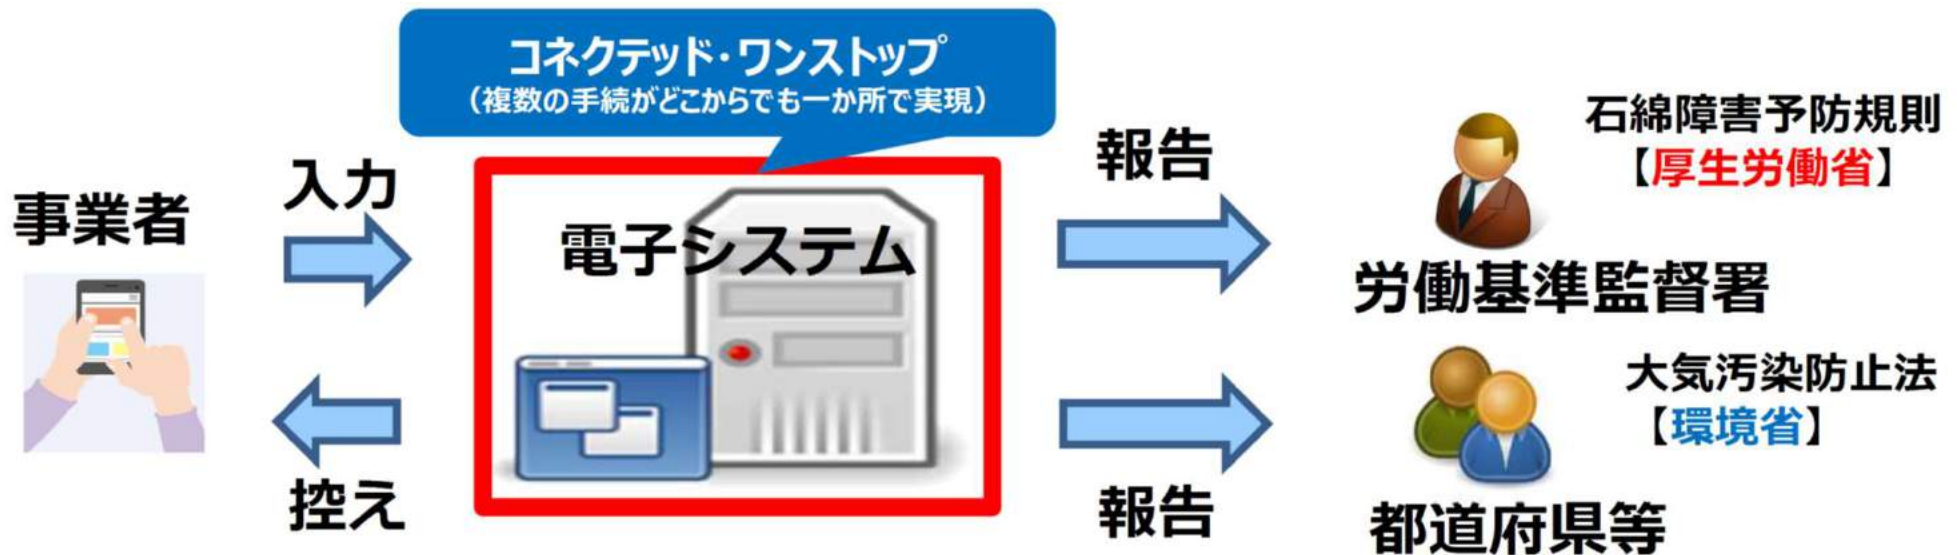 コネクテッド・ワンストップ
（複数の手続がどこからでも一か所で実現）
事業者
入力
控え
電子システム
報告
報告
石綿障害予防規則
【厚生労働省】
労働基準監督署
大気汚染防止法
【環境省】
都道府県等